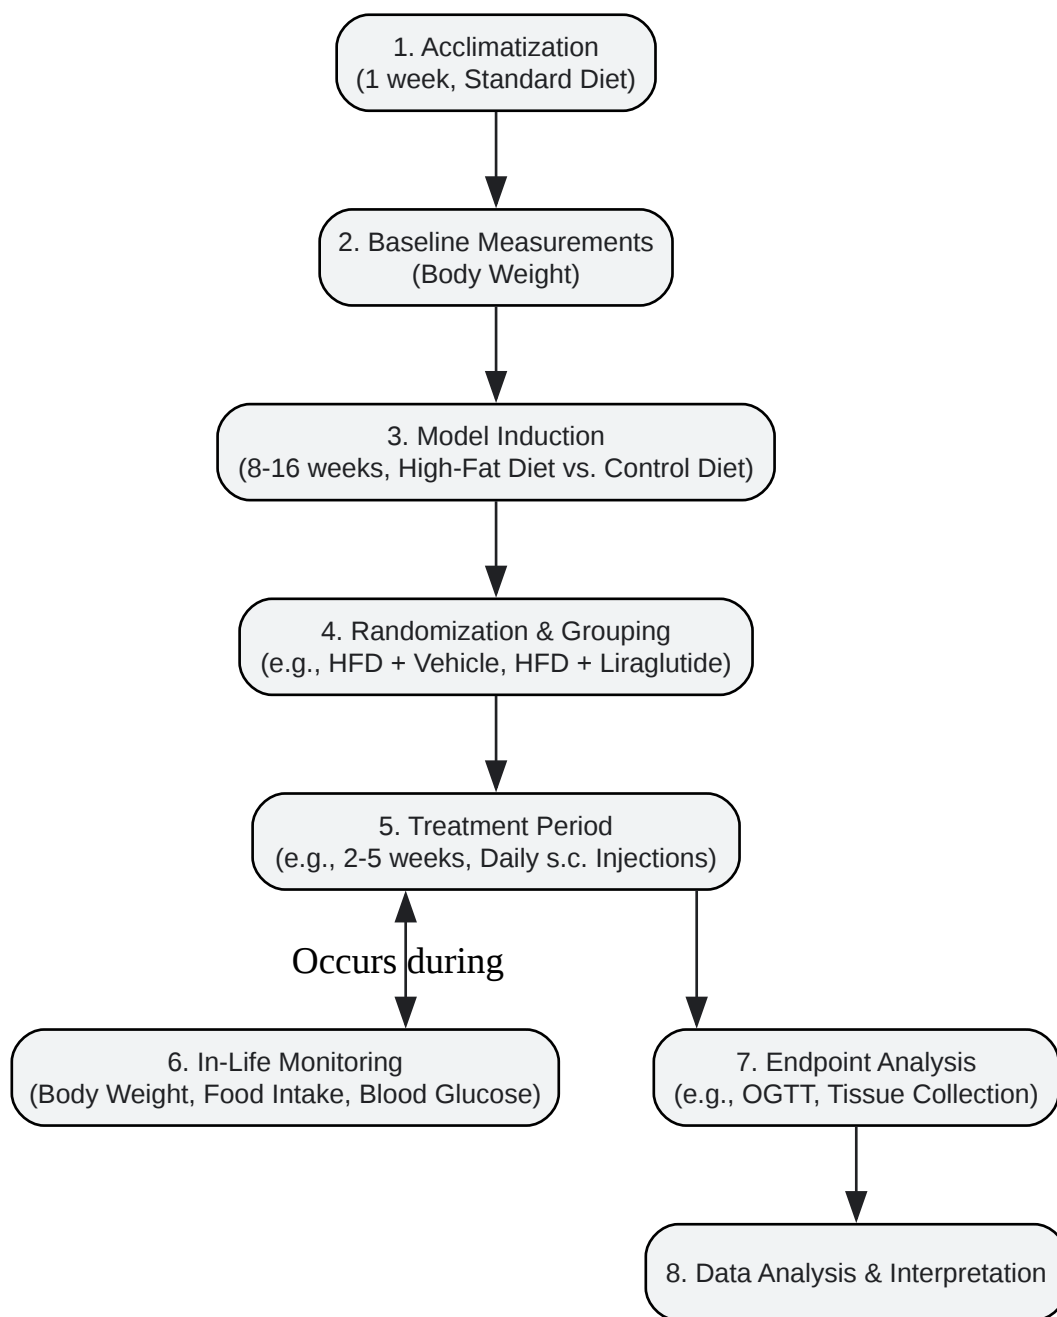 1. Acclimatization
(1 week, Standard Diet)
2. Baseline Measurements
(Body Weight)
3. Model Induction
(8-16 weeks, High-Fat Diet vs. Control Diet)
4. Randomization & Grouping
(e.g., HFD + Vehicle, HFD + Liraglutide)
5. Treatment Period
(e.g., 2-5 weeks, Daily s.c. Injections)
Occurs during
6. In-Life Monitoring
(Body Weight, Food Intake, Blood Glucose)
7. Endpoint Analysis
(e.g., OGTT, Tissue Collection)
8. Data Analysis & Interpretation